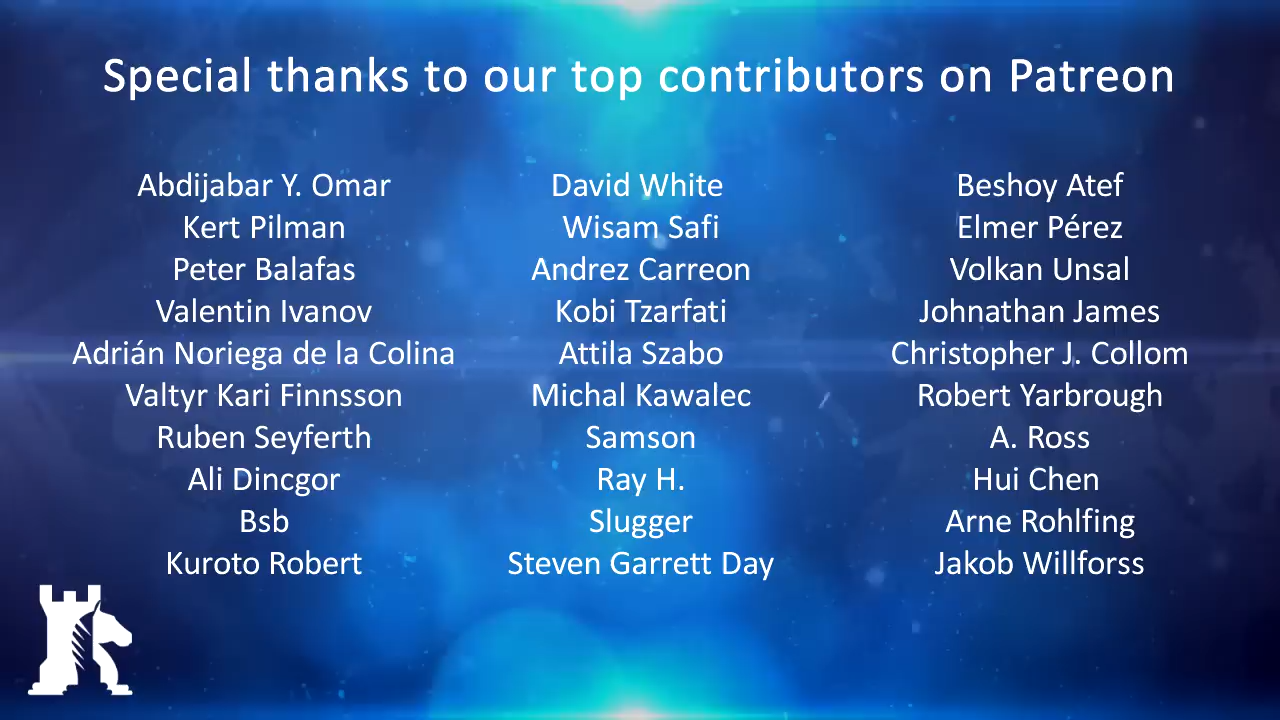 Special thanks to our top contributors on Patreon
Abdijabar Y. Omar
Kert Pilman
Peter Balafas
Valentin Ivanov
Adrián Noriega de la Colina
Valtyr Kari Finnsson
Ruben Seyferth
Ali Dincgor
Bsb
Kuroto Robert
David White
Wisam Safi
Andrez Carreon
Kobi Tzarfati
Attila Szabo
Michal Kawalec
Samson
Ray H.
Slugger
Steven Garrett Day
Beshoy Atef
Elmer Pérez
Volkan Unsal
Johnathan James
Christopher J. Collom
Robert Yarbrough
A. Ross
Hui Chen
Arne Rohlfing
Jakob Willforss